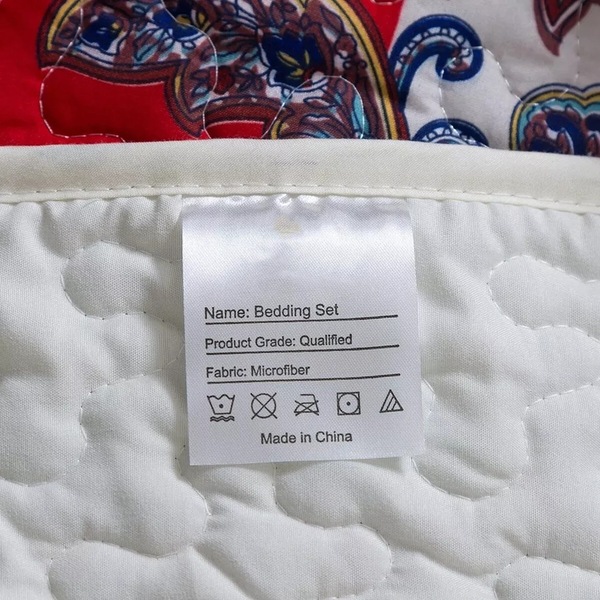 Name: Bedding Set
Product Grade: Qualified
Fabric: Microfiber
Made in China